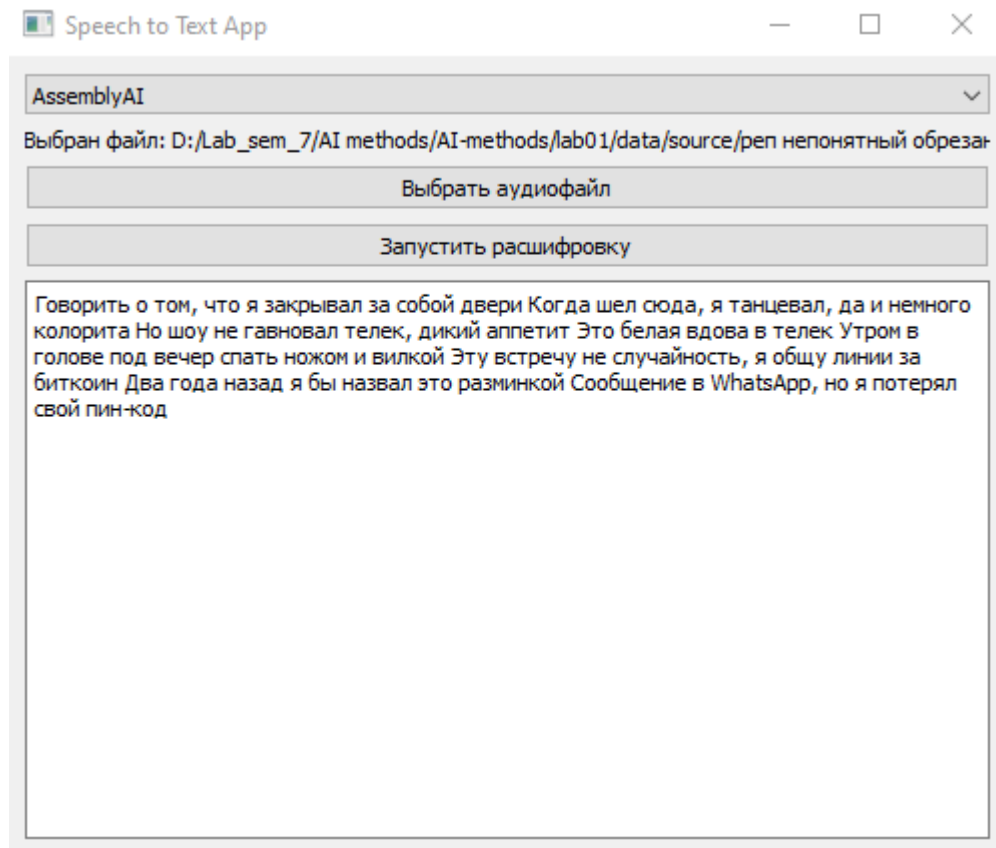 Speech to Text App
AssemblyAI
Выбран файл: D:/Lab_sem_7/AI methods/AI-methods/lab01/data/source/реп непонятный обрезан
Выбрать аудиофайл
Запустить расшифровку
Говорить о том, что я закрывал за собой двери Когда шел сюда, я танцевал, да и немного
колорита Но шоу не гавновал телек, дикий аппетит Это белая вдова в телек Утром в
голове под вечер спать ножом и вилкой Эту встречу не случайность, я общу линии за
биткоин Два года назад я бы назвал это разминкой Сообщение в WhatsApp, но я потерял
свой пин-код